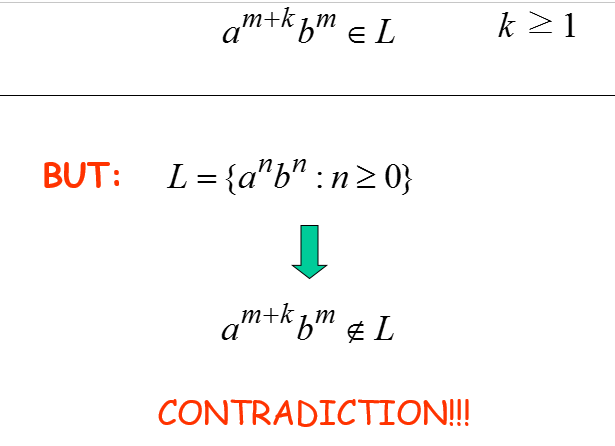 a^{m+k}b^m ∈ L k ≥ 1
BUT: L = {a^n b^n : n ≥ 0}
a^{m+k}b^m ∉ L
CONTRADICTION!!!